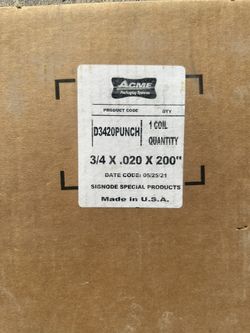 ACME
Packaging Systems
PRODUCT CODE QTY
D3420PUNCH 1 COIL
QUANTITY
3/4 X .020 X 200"
DATE CODE: 05/25/21
SIGNODE SPECIAL PRODUCTS
Made in U.S.A.